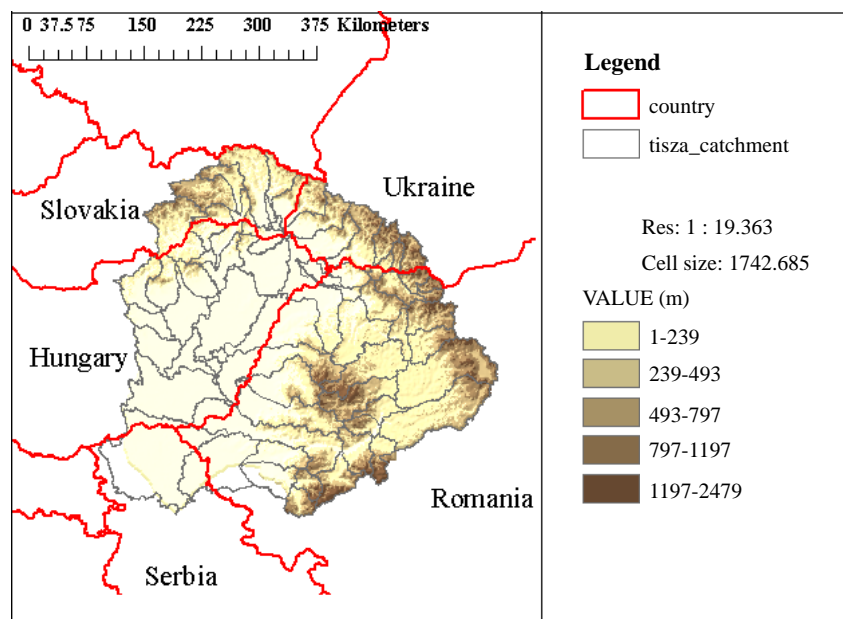 0 37.5 75 150 225 300 375 Kilometers
Slovakia
Ukraine
Hungary
Romania
Serbia
Legend
country
tisza_catchment
Res: 1 : 19.363
Cell size: 1742.685
VALUE (m)
1-239
239-493
493-797
797-1197
1197-2479